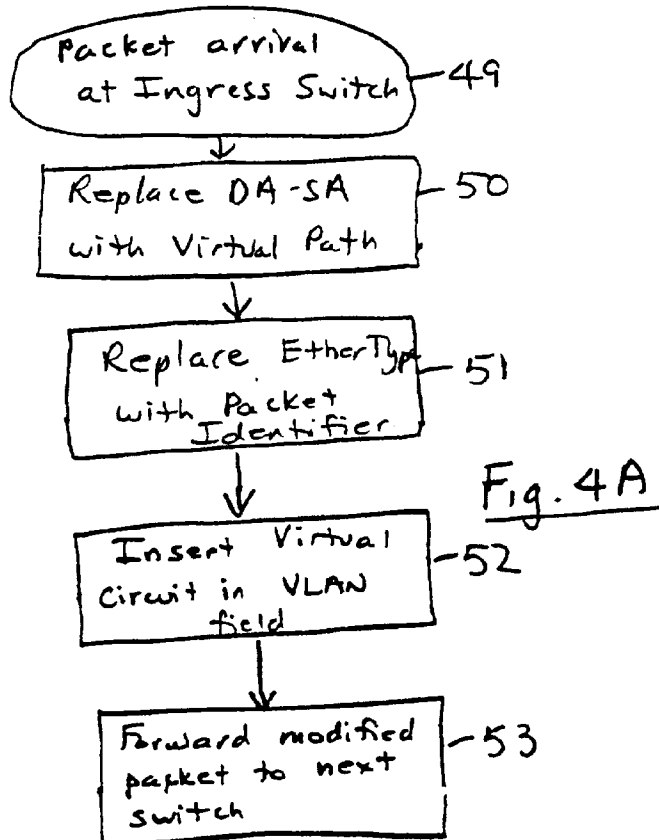 Packet arrival
at Ingress Switch
49
Replace DA-SA
with Virtual Path
50
Replace EtherType
with Packet
Identifier
51
Fig. 4A
Insert Virtual
Circuit in VLAN
field
52
Forward modified
packet to next
switch
53